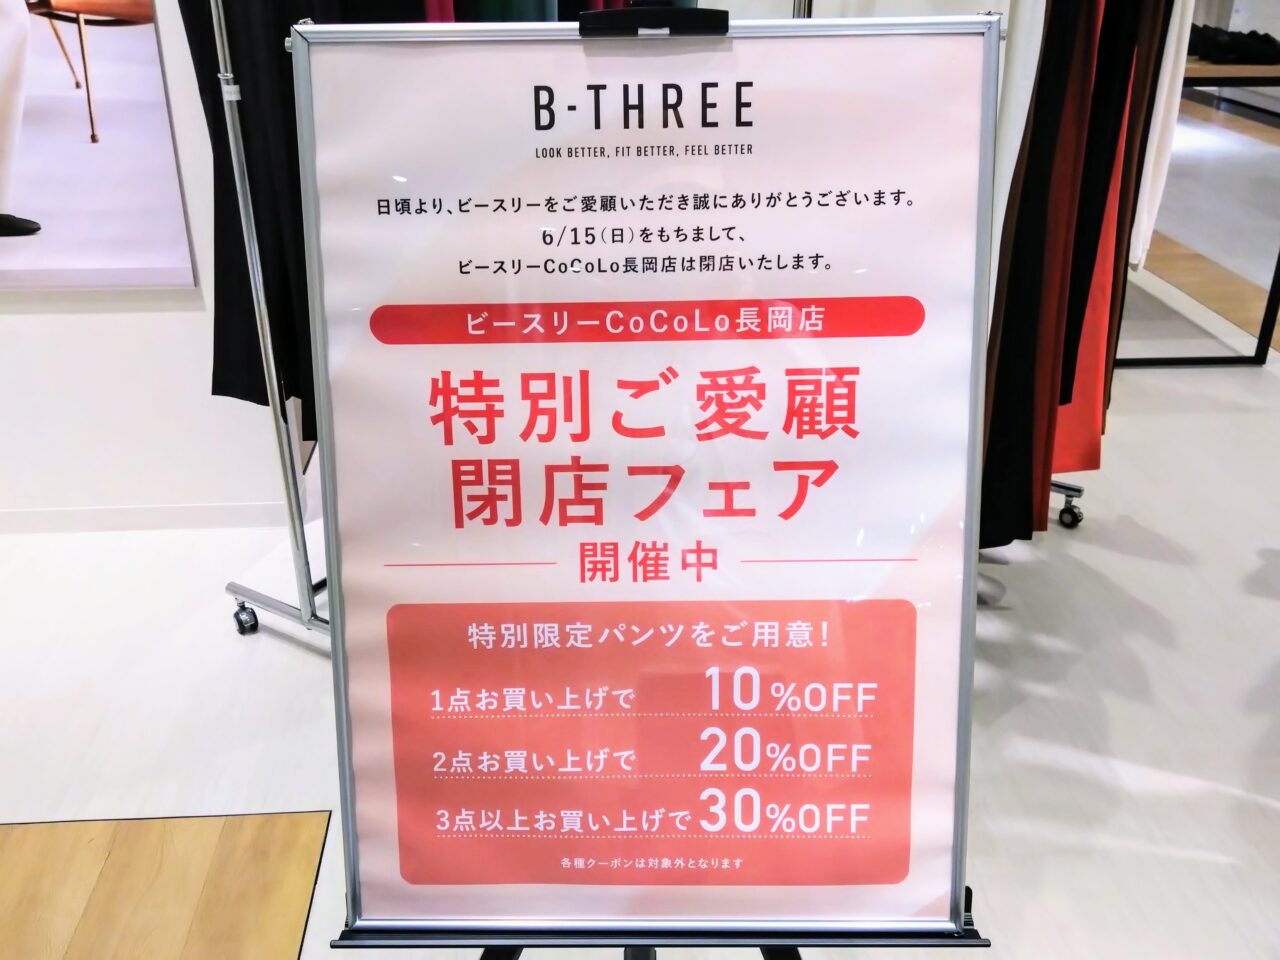 B-THREE
LOOK BETTER, FIT BETTER, FEEL BETTER
日頃より、ビースリーをご愛顧いただき誠にありがとうございます。
6/15(日)をもちまして、
ビースリーCoCoLo長岡店は閉店いたします。
ビースリーCoCoLo長岡店
特別ご愛顧
閉店フェア
開催中
特別限定パンツをご用意!
1点お買い上げで 10%OFF
2点お買い上げで 20%OFF
3点以上お買い上げで 30%OFF
各種クーポンは対象外となります